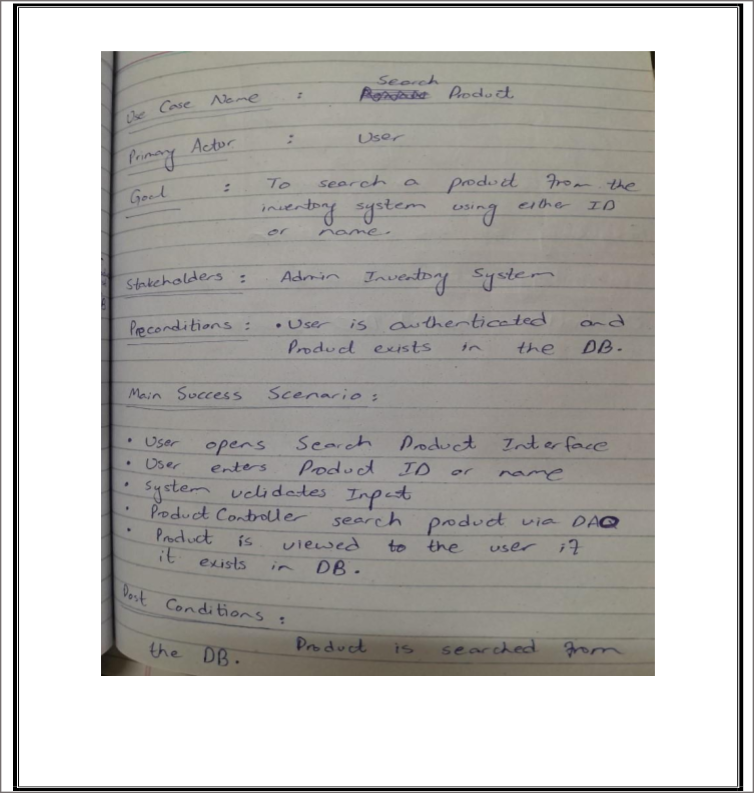 Search
Use Case Name : Product
Primary Actor : User
Goal : To search a product from the
inventory system using either ID
or name.
Stakeholders : Admin Inventory System
Preconditions : • User is authenticated and
Product exists in the DB.
Main Success Scenario :
• User opens Search Product Interface
• User enters Product ID or name
• System validates Input
• Product Controller search product via DAO
• Product is viewed to the user if
it exists in DB.
Post Conditions :
Product is searched from
the DB.